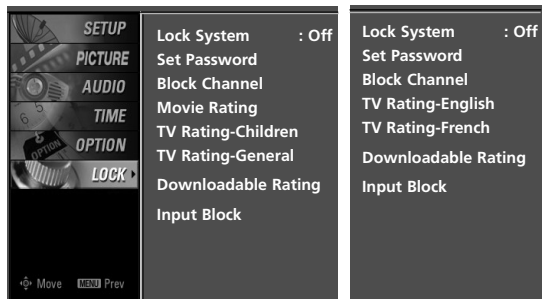 SETUP
PICTURE
AUDIO
TIME
OPTION
LOCK
Move MENU Prev
Lock System : Off
Set Password
Block Channel
Movie Rating
TV Rating-Children
TV Rating-General
Downloadable Rating
Input Block
Lock System : Off
Set Password
Block Channel
TV Rating-English
TV Rating-French
Downloadable Rating
Input Block